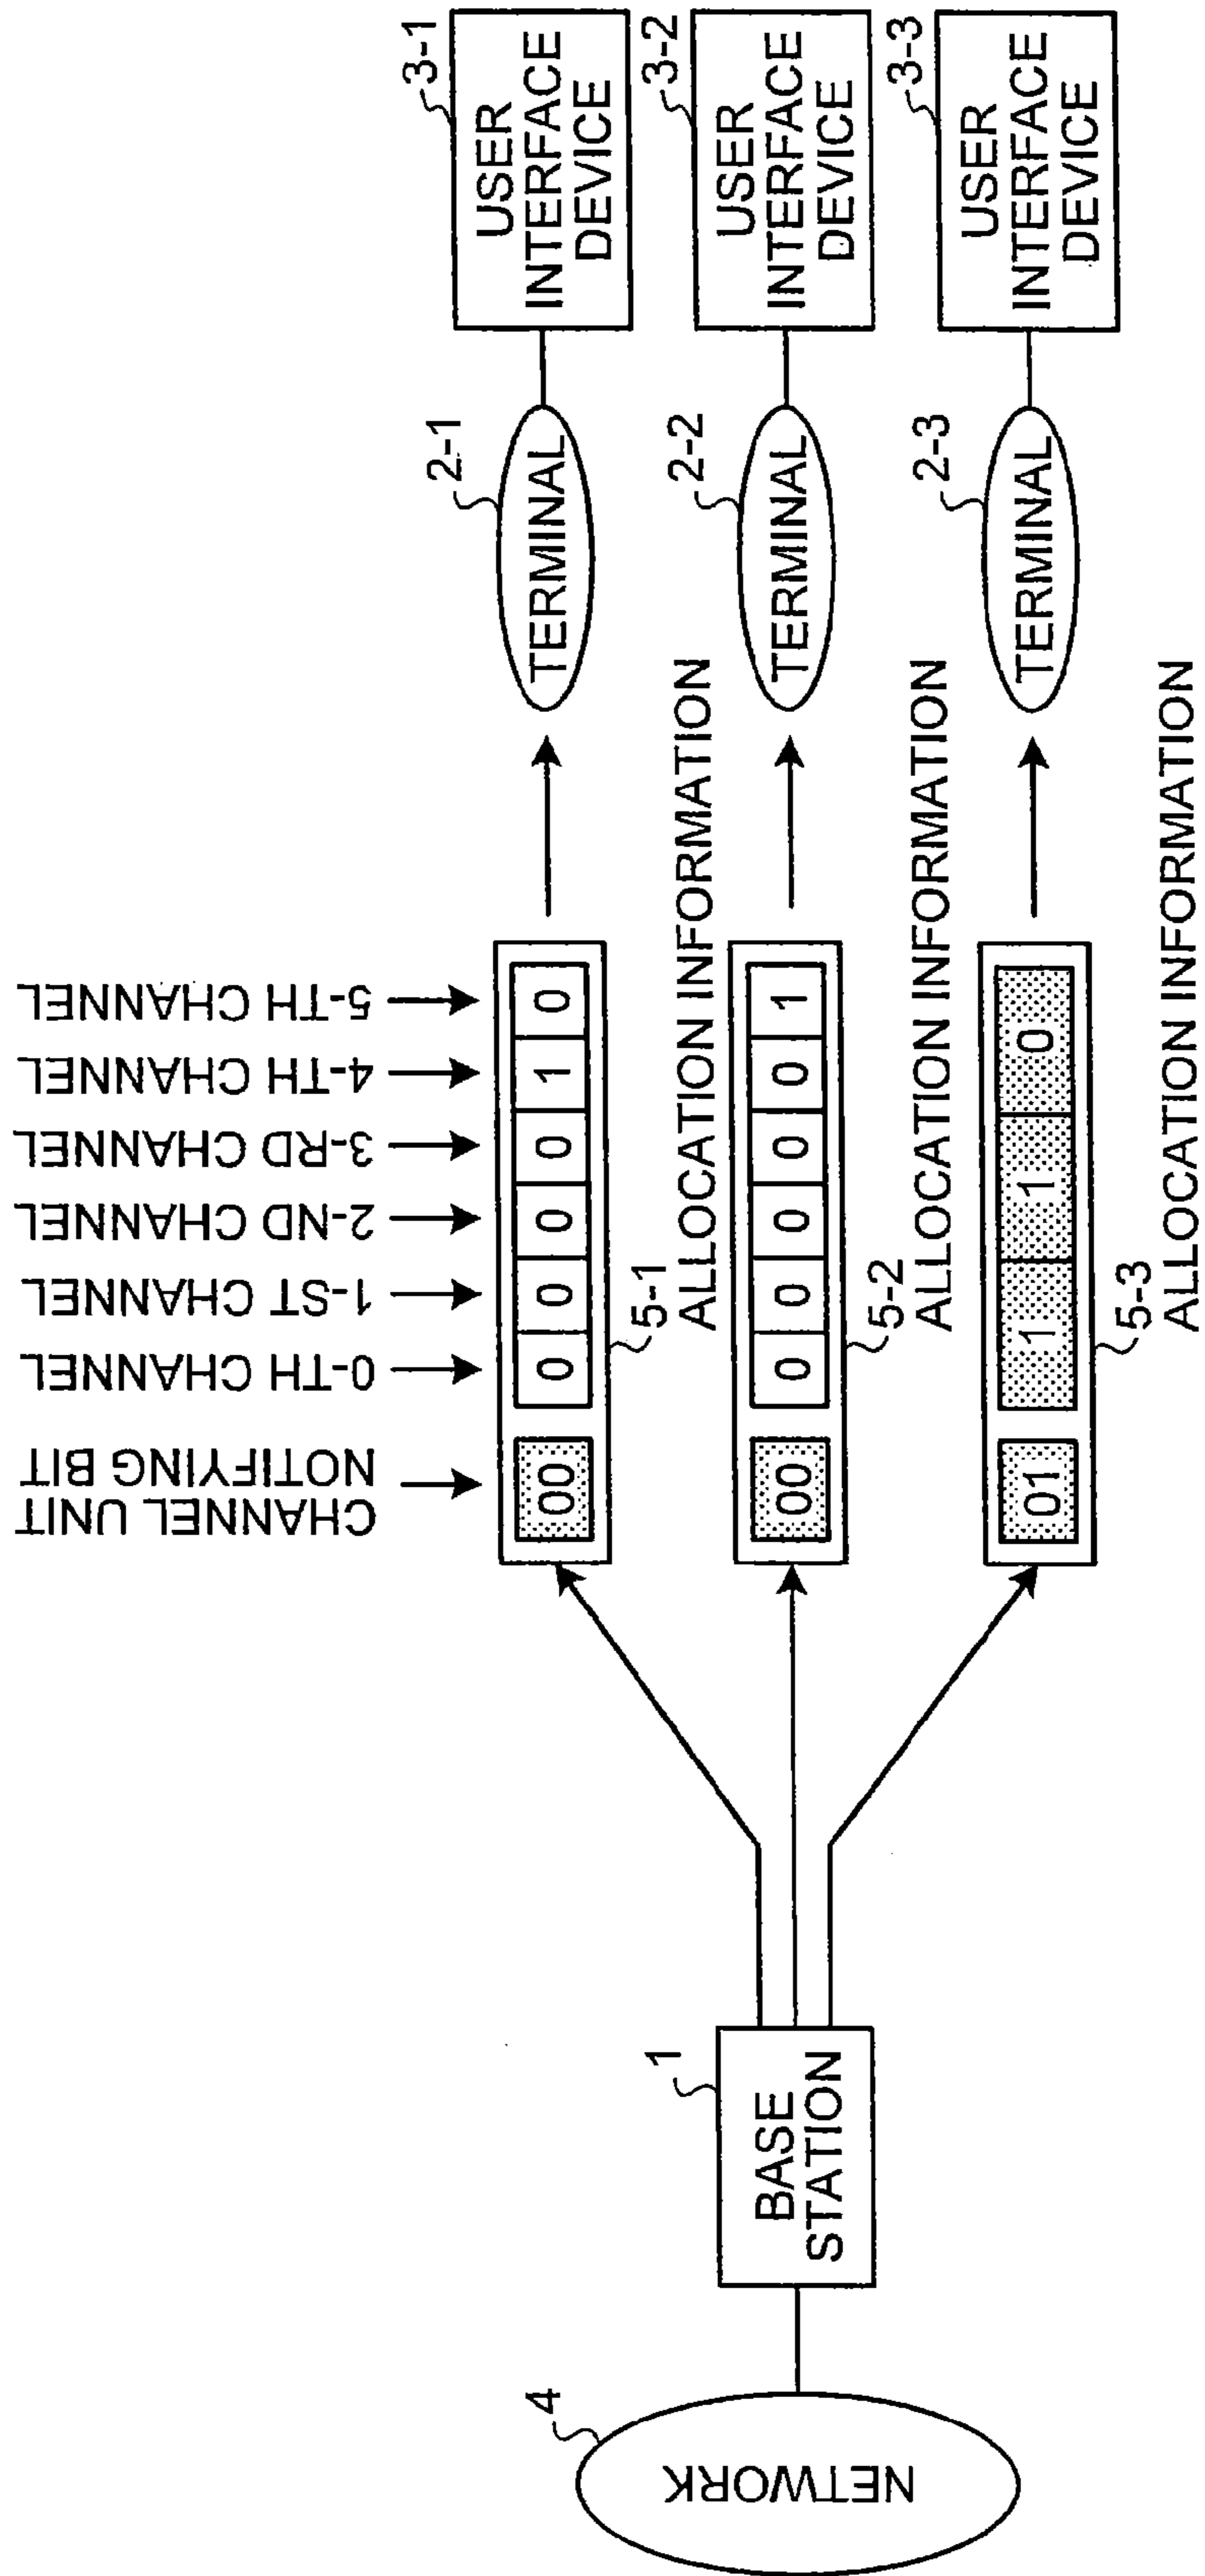 CHANNEL UNIT
NOTIFYING BIT
0-TH CHANNEL
1-ST CHANNEL
2-ND CHANNEL
3-RD CHANNEL
4-TH CHANNEL
5-TH CHANNEL
00
0
0
0
0
1
0
5-1
ALLOCATION INFORMATION
2-1
TERMINAL
3-1
USER
INTERFACE
DEVICE
4
NETWORK
1
BASE
STATION
00
0
0
0
0
0
1
5-2
ALLOCATION INFORMATION
2-2
TERMINAL
3-2
USER
INTERFACE
DEVICE
01
1
1
0
5-3
ALLOCATION INFORMATION
2-3
TERMINAL
3-3
USER
INTERFACE
DEVICE